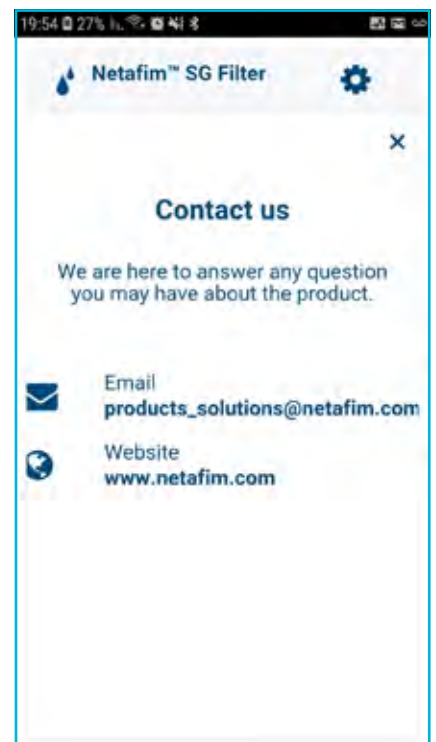 19:54 27%
Netafim™ SG Filter
×
Contact us
We are here to answer any question
you may have about the product.
Email
products_solutions@netafim.com
Website
www.netafim.com